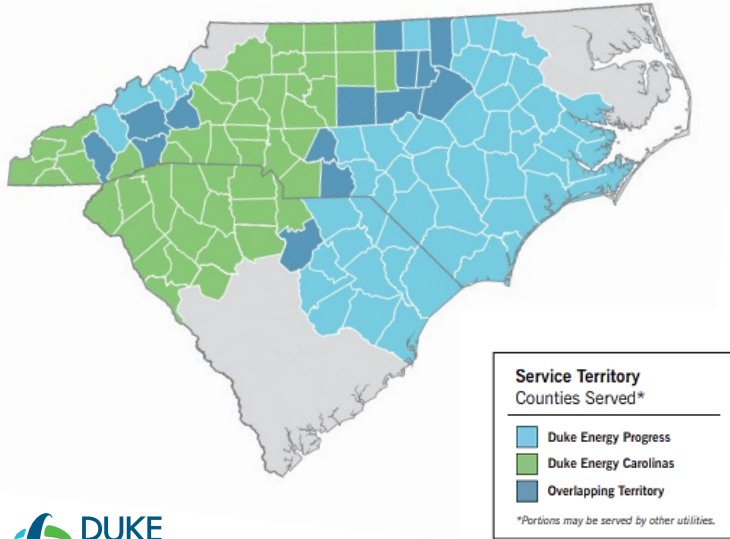 Service Territory
Counties Served*
Duke Energy Progress
Duke Energy Carolinas
Overlapping Territory
*Portions may be served by other utilities.
DUKE